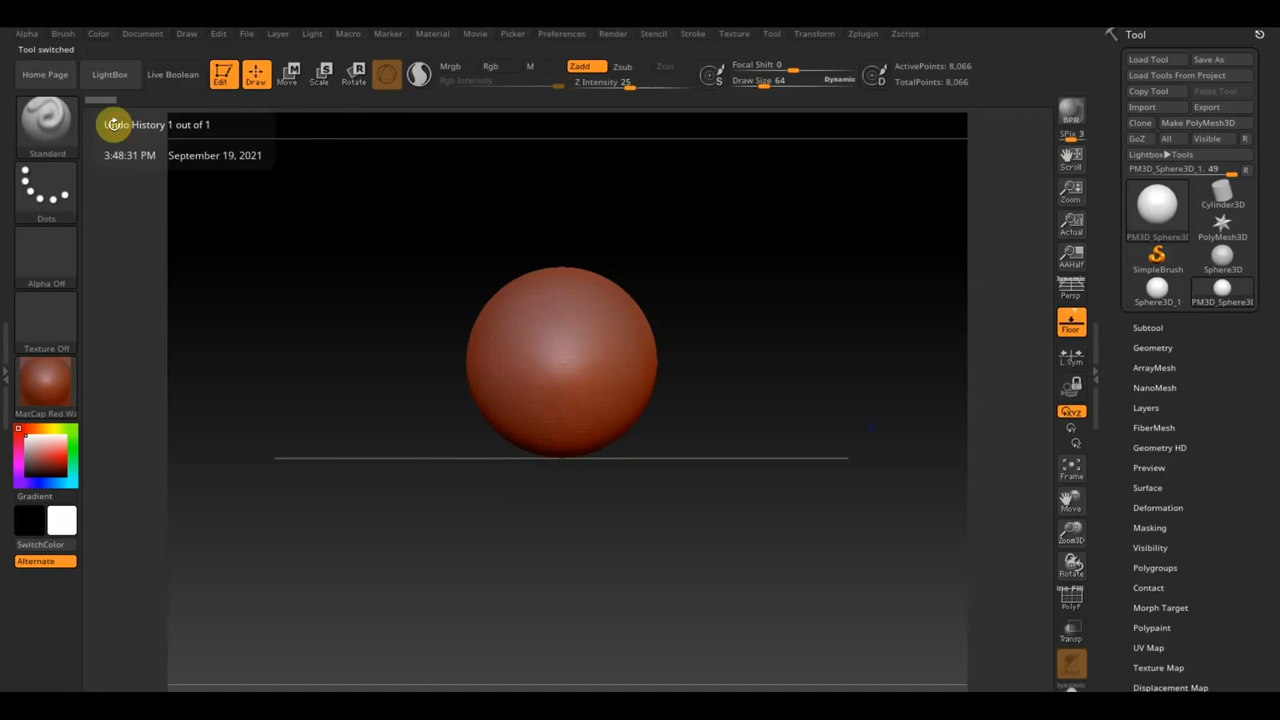 Alpha Brush Color Document Draw Edit File Layer Light Macro Marker Material Movie Picker Preferences Render Stencil Stroke Texture Tool Transform Zplugin Zscript
Tool switched
Home Page LightBox Live Boolean
Edit Draw Move Scale Rotate
Mrgb Rgb M
Rgb Intensity
Zadd Zsub Zcut
Z Intensity 25
S
Focal Shift 0
Draw Size 64
Dynamic
D
ActivePoints: 8,066
TotalPoints: 8,066
Undo History 1 out of 1
3:48:31 PM September 19, 2021
Standard
Dots
Alpha Off
Texture Off
MatCap Red Wa
Gradient
SwitchColor
Alternate
BPR
SPix 3
Scroll
Zoom
Actual
AAHalf
Dynamic
Persp
Floor
L.Sym
XYZ
Frame
Move
Zoom3D
Rotate
PolyF
Transp
Dynamic
Tool
Load Tool Save As
Load Tools From Project
Copy Tool Paste Tool
Import Export
Clone Make PolyMesh3D
GoZ All Visible R
Lightbox▶Tools
PM3D_Sphere3D_1. 49 R
PM3D_Sphere3D
Cylinder3D
PolyMesh3D
SimpleBrush
Sphere3D
Sphere3D_1
PM3D_Sphere3D
Subtool
Geometry
ArrayMesh
NanoMesh
Layers
FiberMesh
Geometry HD
Preview
Surface
Deformation
Masking
Visibility
Polygroups
Contact
Morph Target
Polypaint
UV Map
Texture Map
Displacement Map